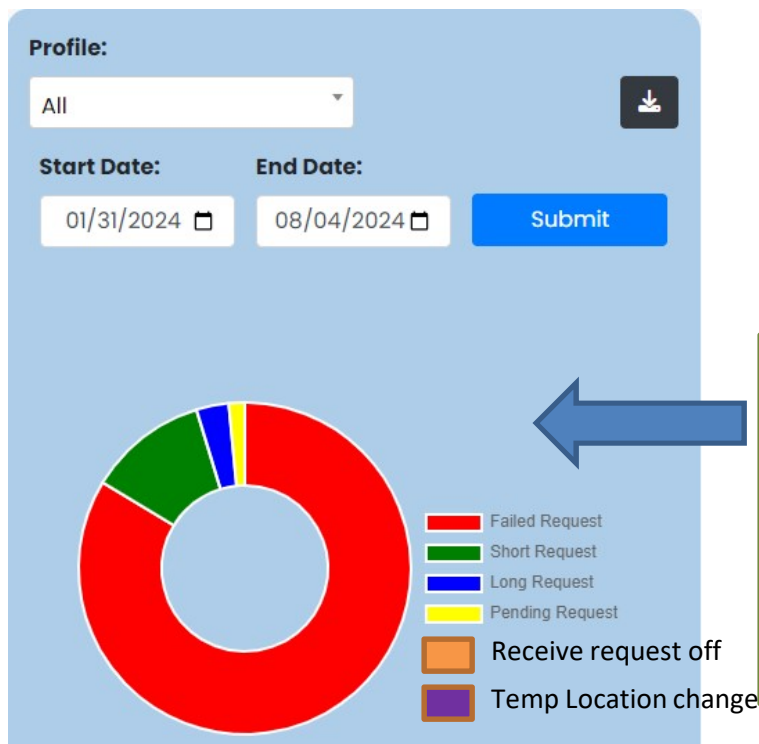 Profile:
All
Start Date: End Date:
01/31/2024 08/04/2024 Submit
Failed Request
Short Request
Long Request
Pending Request
Receive request off
Temp Location change